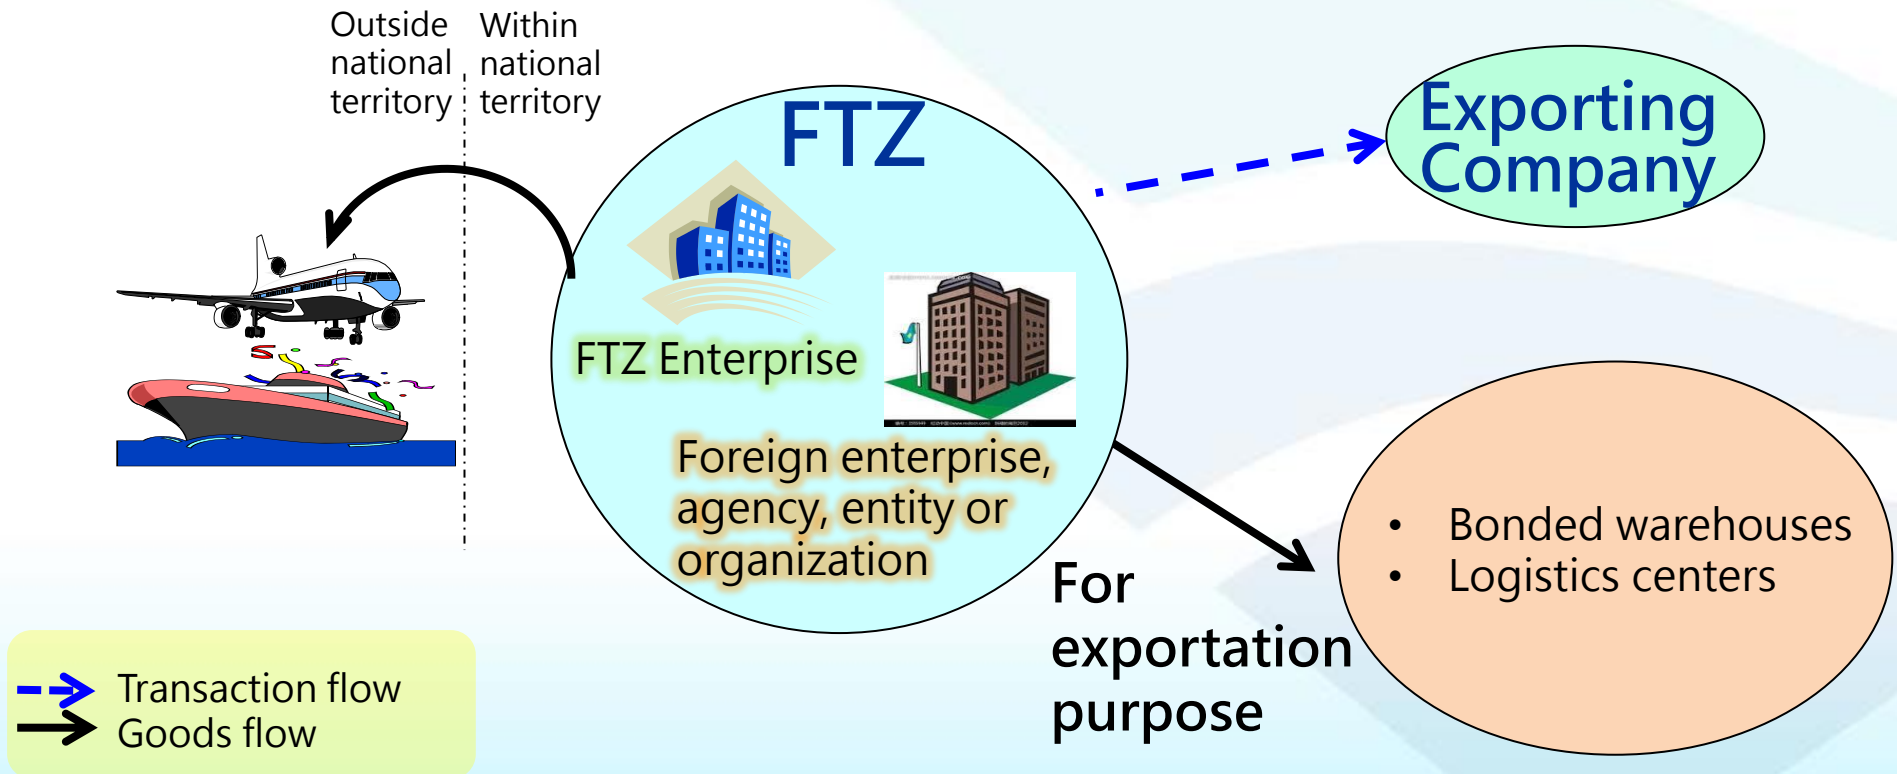 Outside
national
territory
Within
national
territory
FTZ
Exporting
Company
FTZ Enterprise
Foreign enterprise,
agency, entity or
organization
• Bonded warehouses
• Logistics centers
For
exportation
purpose
Transaction flow
Goods flow